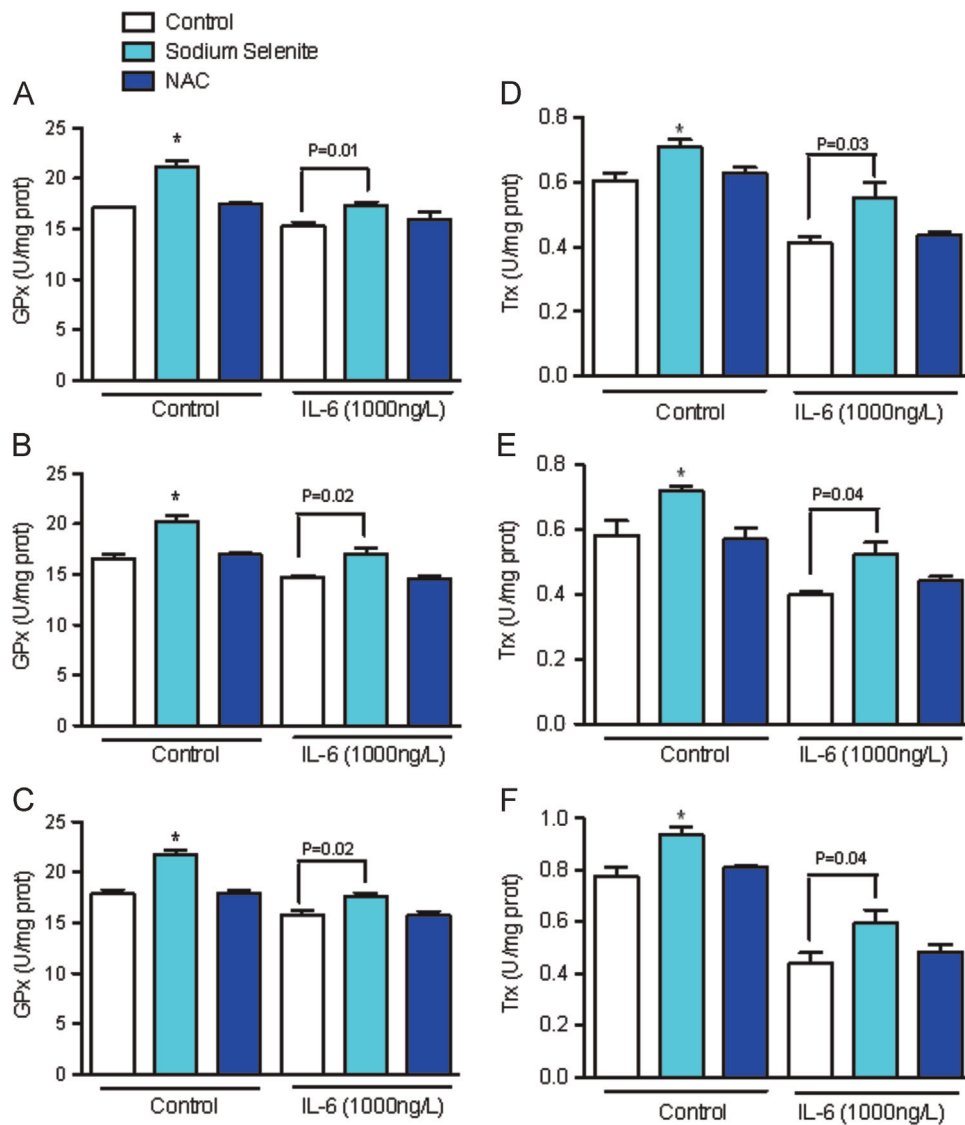 Control
Sodium Selenite
NAC
A
GPx (U/mg prot)
25
20
15
10
5
0
*
P=0.01
Control
IL-6 (1000ng/L)
D
Trx (U/mg prot)
0.8
0.6
0.4
0.2
0.0
*
P=0.03
Control
IL-6 (1000ng/L)
B
GPx (U/mg prot)
25
20
15
10
5
0
*
P=0.02
Control
IL-6 (1000ng/L)
E
Trx (U/mg prot)
0.8
0.6
0.4
0.2
0.0
*
P=0.04
Control
IL-6 (1000ng/L)
C
GPx (U/mg prot)
25
20
15
10
5
0
*
P=0.02
Control
IL-6 (1000ng/L)
F
Trx (U/mg prot)
1.0
0.8
0.6
0.4
0.2
0.0
*
P=0.04
Control
IL-6 (1000ng/L)